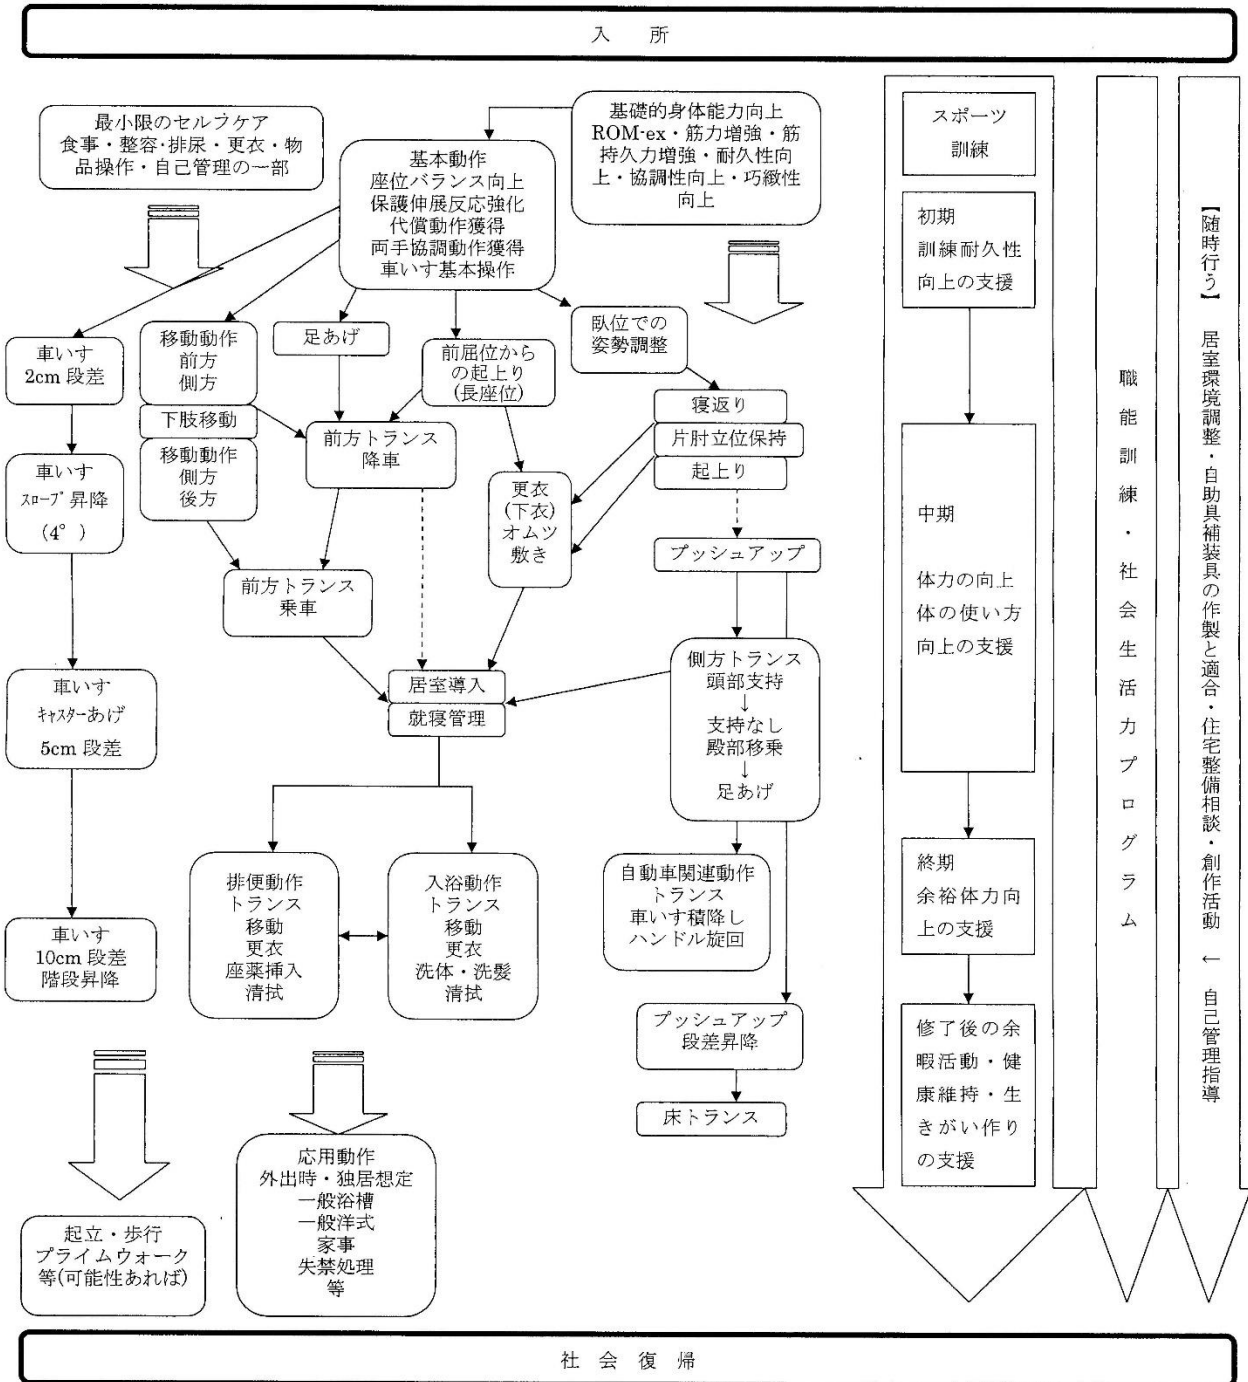 入 所
最小限のセルフケア
食事・整容・排尿・更衣・物
品操作・自己管理の一部
基本動作
座位バランス向上
保護伸展反応強化
代償動作獲得
両手協調動作獲得
車いす基本操作
基礎的身体能力向上
ROM-ex・筋力増強・筋
持久力増強・耐久性向
上・協調性向上・巧緻性
向上
車いす
2cm 段差
車いす
スロープ昇降
(4°)
車いす
キャスターあげ
5cm 段差
車いす
10cm 段差
階段昇降
移動動作
前方
側方
下肢移動
移動動作
側方
後方
足あげ
前屈位から
の起上り
(長座位)
臥位での
姿勢調整
寝返り
片肘立位保持
起上り
前方トランス
降車
前方トランス
乗車
更衣
(下衣)
オムツ
敷き
プッシュアップ
側方トランス
頭部支持
↓
支持なし
殿部移乗
↓
足あげ
居室導入
就寝管理
排便動作
トランス
移動
更衣
座薬挿入
清拭
入浴動作
トランス
移動
更衣
洗体・洗髪
清拭
自動車関連動作
トランス
車いす積降し
ハンドル旋回
プッシュアップ
段差昇降
床トランス
起立・歩行
プライムウォーク
等(可能性あれば)
応用動作
外出時・独居想定
一般浴槽
一般洋式
家事
失禁処理
等
スポーツ
訓練
初期
訓練耐久性
向上の支援
中期
体力の向上
体の使い方
向上の支援
終期
余裕体力向
上の支援
修了後の余
暇活動・健
康維持・生
きがい作り
の支援
職能訓練・社会生活力プログラム
【随時行う】 居室環境調整・自助具補装具の作製と適合・住宅整備相談・創作活動 ← 自己管理指導
社 会 復 帰